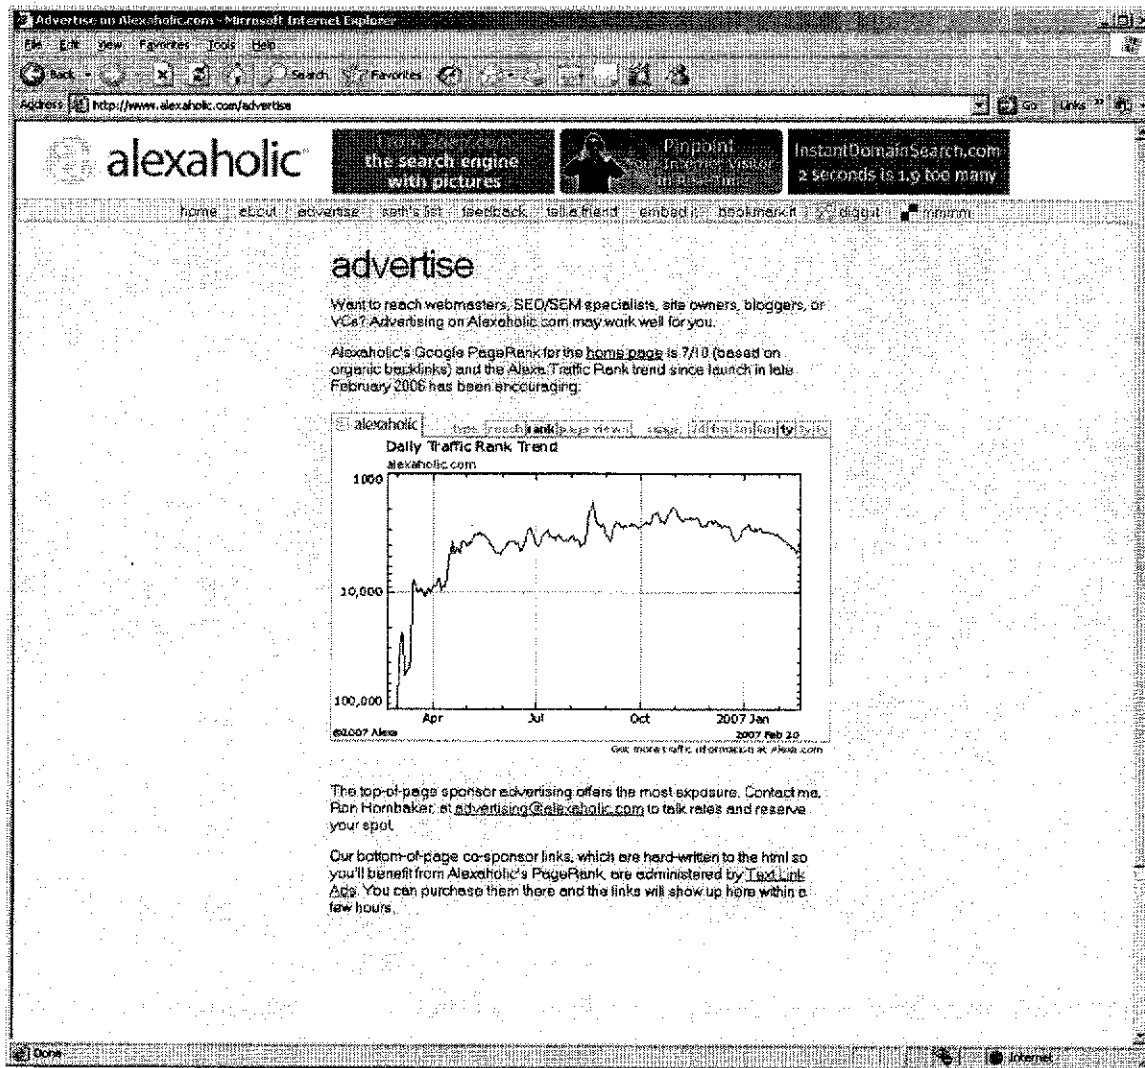 Advertise on Alexaholic.com - Microsoft Internet Explorer
File Edit View Favorites Tools Help
Back Search Favorites
Address http://www.alexaholic.com/advertise Go Links »
alexaholic
the search engine
with pictures
Pinpoint
InstantDomainSearch.com
2 seconds is 1.9 too many
home about advertise seth's list feedback tell a friend embed it bookmark it digg it mmmm
advertise
Want to reach webmasters, SEO/SEM specialists, site owners, bloggers, or
VCs? Advertising on Alexaholic.com may work well for you.
Alexaholic's Google PageRank for the home page is 7/10 (based on
organic backlinks) and the Alexa Traffic Rank trend since launch in late
February 2006 has been encouraging:
alexaholic type reach rank page views range
Daily Traffic Rank Trend
alexaholic.com
1000
10,000
100,000
Apr Jul Oct 2007 Jan
©2007 Alexa 2007 Feb 20
Get more traffic information at Alexa.com
The top-of-page sponsor advertising offers the most exposure. Contact me,
Ron Hornbaker, at advertising@alexaholic.com to talk rates and reserve
your spot.
Our bottom-of-page co-sponsor links, which are hard-written to the html so
you'll benefit from Alexaholic's PageRank, are administered by Text Link
Ads. You can purchase them there and the links will show up here within a
few hours.
Done Internet